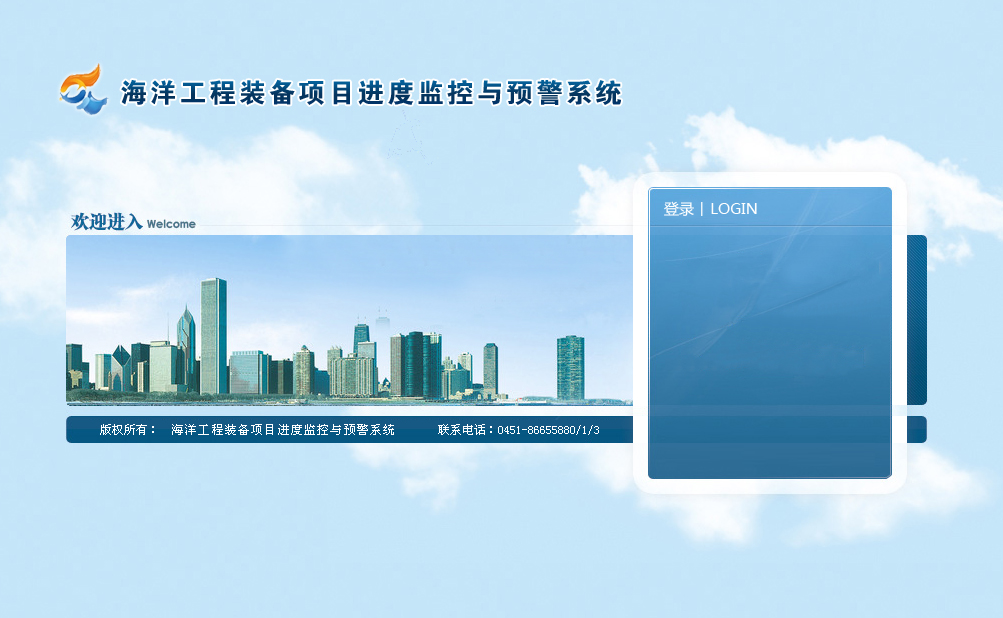 海洋工程装备项目进度监控与预警系统
登录 | LOGIN
欢迎进入 Welcome
版权所有： 海洋工程装备项目进度监控与预警系统 联系电话：0451-86655880/1/3